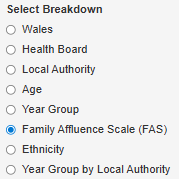 Select Breakdown
Wales
Health Board
Local Authority
Age
Year Group
Family Affluence Scale (FAS)
Ethnicity
Year Group by Local Authority